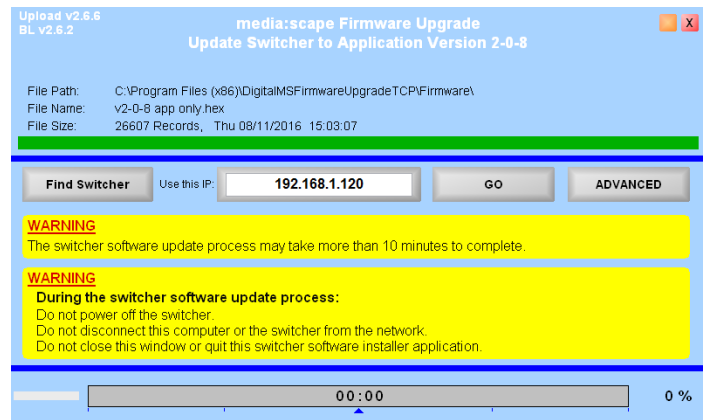 Upload v2.6.6
BL v2.6.2
media:scape Firmware Upgrade
Update Switcher to Application Version 2-0-8
X
File Path: C:\Program Files (x86)\DigitalMSFirmwareUpgradeTCP\Firmware\
File Name: v2-0-8 app only.hex
File Size: 26607 Records, Thu 08/11/2016 15:03:07
Find Switcher Use this IP: 192.168.1.120 GO ADVANCED
WARNING
The switcher software update process may take more than 10 minutes to complete.
WARNING
During the switcher software update process:
Do not power off the switcher.
Do not disconnect this computer or the switcher from the network.
Do not close this window or quit this switcher software installer application.
00:00 0 %